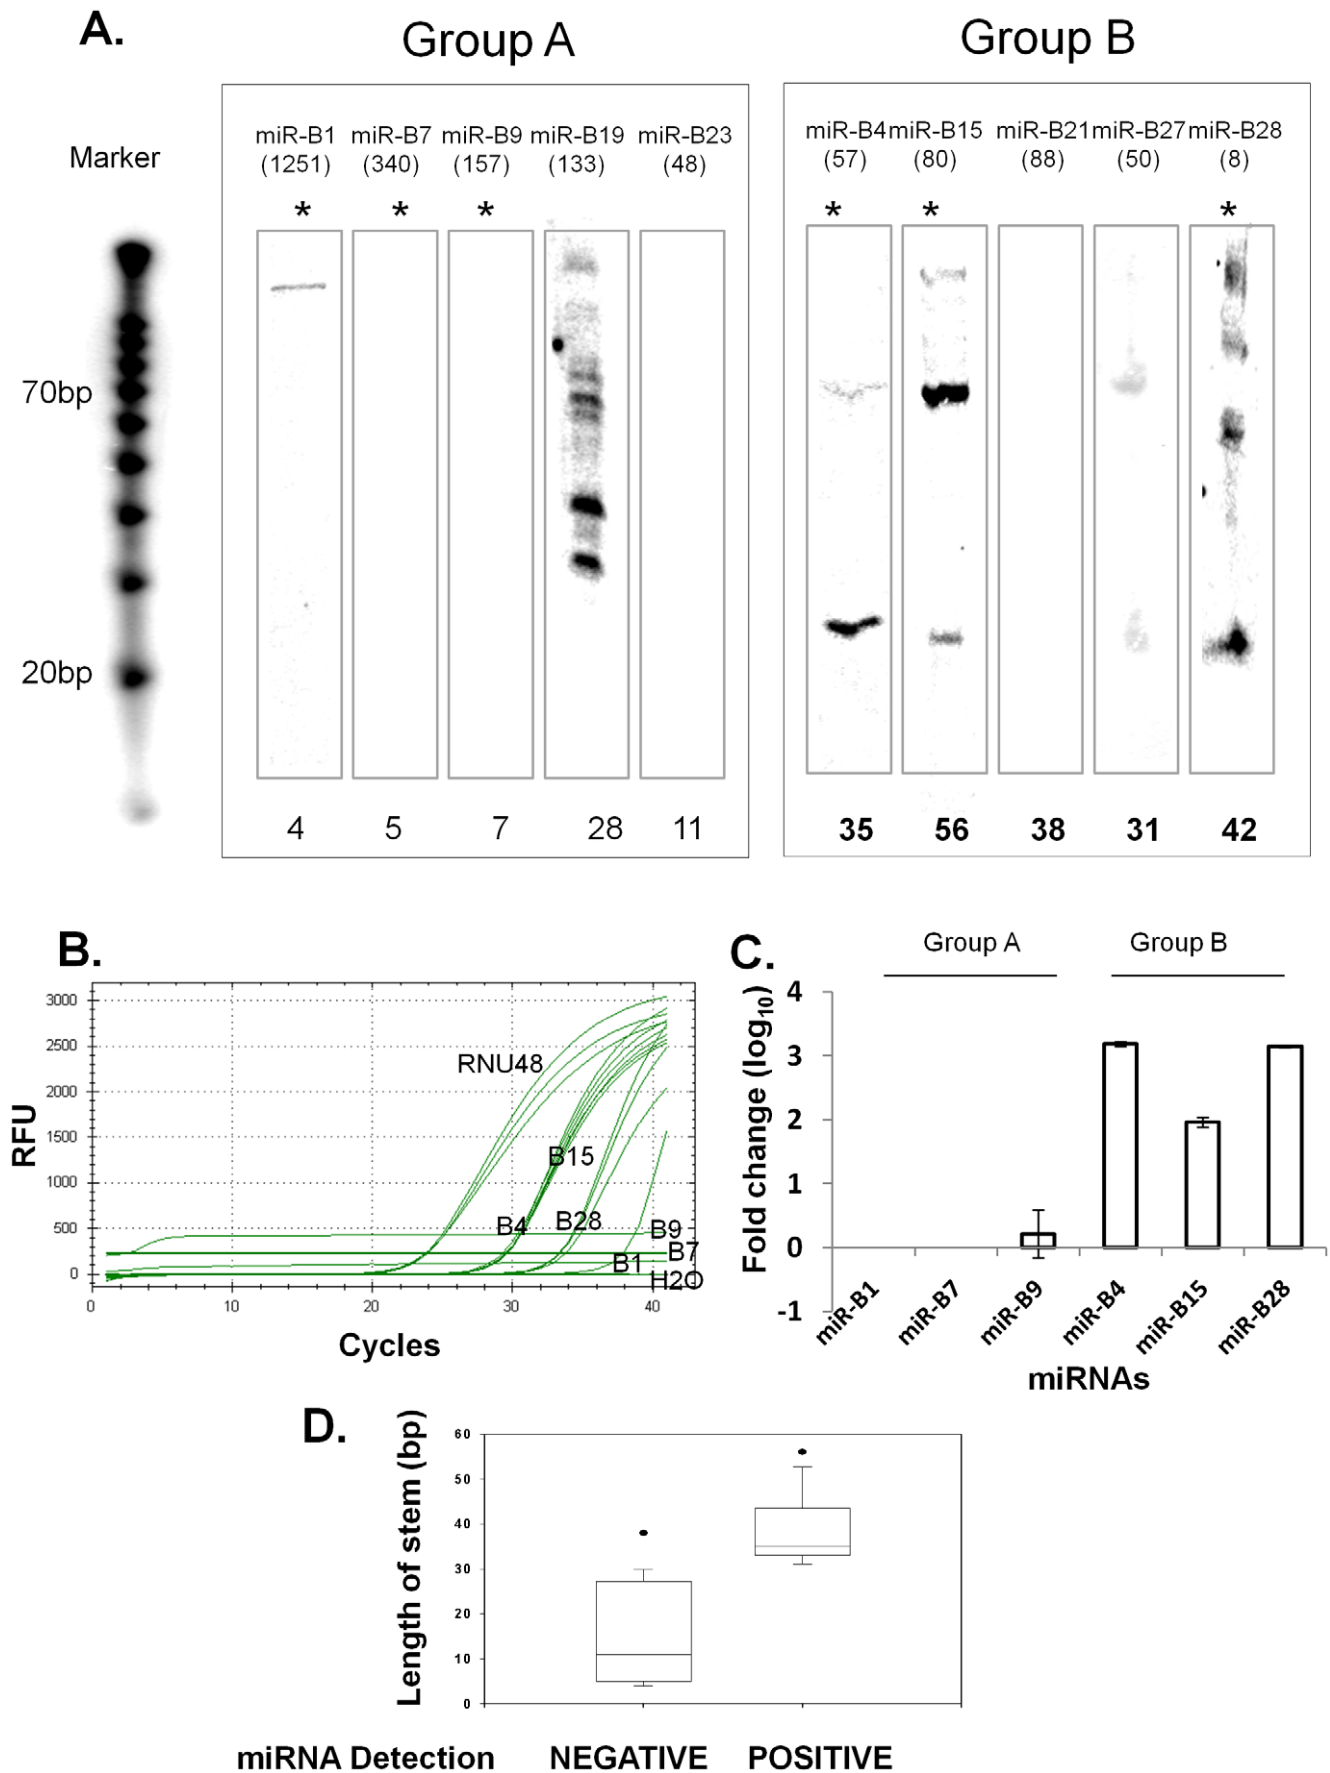 A.
Group A
Group B
Marker
miR-B1 miR-B7 miR-B9 miR-B19 miR-B23
(1251) (340) (157) (133) (48)
* * *
miR-B4 miR-B15 miR-B21 miR-B27 miR-B28
(57) (80) (88) (50) (8)
* * *
70bp
20bp
4 5 7 28 11
35 56 38 31 42
B.
RFU
3000
2500
2000
1500
1000
500
0
RNU48
B15
B4
B28
B9
B7
B1
H2O
0 10 20 30 40
Cycles
C.
Group A Group B
Fold change (log10)
4
3
2
1
0
-1
miR-B1 miR-B7 miR-B9 miR-B4 miR-B15 miR-B28
miRNAs
D.
Length of stem (bp)
60
50
40
30
20
10
0
miRNA Detection NEGATIVE POSITIVE